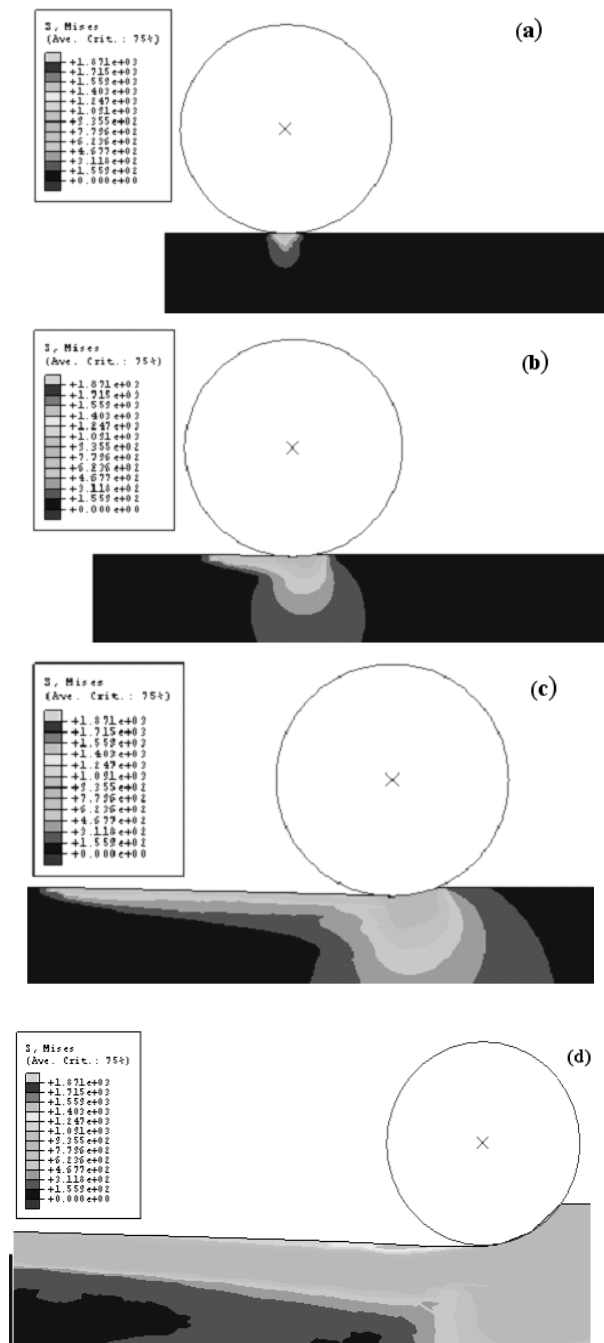 (a)
S, Mises
(Ave. Crit.: 75%)
+1.871e+03
+1.715e+03
+1.559e+03
+1.403e+03
+1.247e+03
+1.091e+03
+9.355e+02
+7.796e+02
+6.236e+02
+4.677e+02
+3.118e+02
+1.559e+02
+0.000e+00
(b)
S, Mises
(Ave. Crit.: 75%)
+1.871e+03
+1.715e+03
+1.559e+03
+1.403e+03
+1.247e+03
+1.091e+03
+9.355e+02
+7.796e+02
+6.236e+02
+4.677e+02
+3.118e+02
+1.559e+02
+0.000e+00
(c)
S, Mises
(Ave. Crit.: 75%)
+1.871e+03
+1.715e+03
+1.559e+03
+1.403e+03
+1.247e+03
+1.091e+03
+9.355e+02
+7.796e+02
+6.236e+02
+4.677e+02
+3.118e+02
+1.559e+02
+0.000e+00
(d)
S, Mises
(Ave. Crit.: 75%)
+1.871e+03
+1.715e+03
+1.559e+03
+1.403e+03
+1.247e+03
+1.091e+03
+9.355e+02
+7.796e+02
+6.236e+02
+4.677e+02
+3.118e+02
+1.559e+02
+0.000e+00